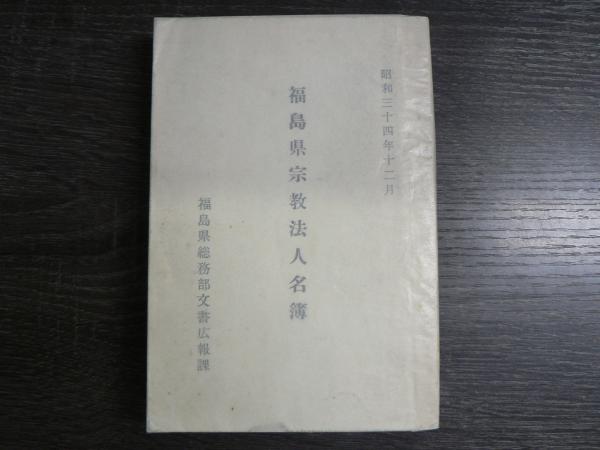 昭和三十四年十二月
福島県宗教法人名簿
福島県総務部文書広報課